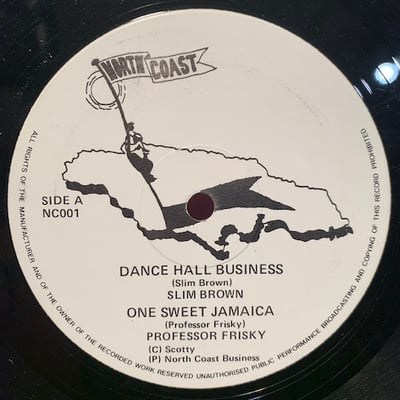 NORTH COAST
SIDE A
NC001
DANCE HALL BUSINESS
(Slim Brown)
SLIM BROWN
ONE SWEET JAMAICA
(Professor Frisky)
PROFESSOR FRISKY
(C) Scotty
(P) North Coast Business
ALL RIGHTS OF THE MANUFACTURER AND OF THE OWNER OF THE RECORDED WORK RESERVED UNAUTHORISED PUBLIC PERFORMANCE BROADCASTING AND COPYING OF THIS RECORD PROHIBITED